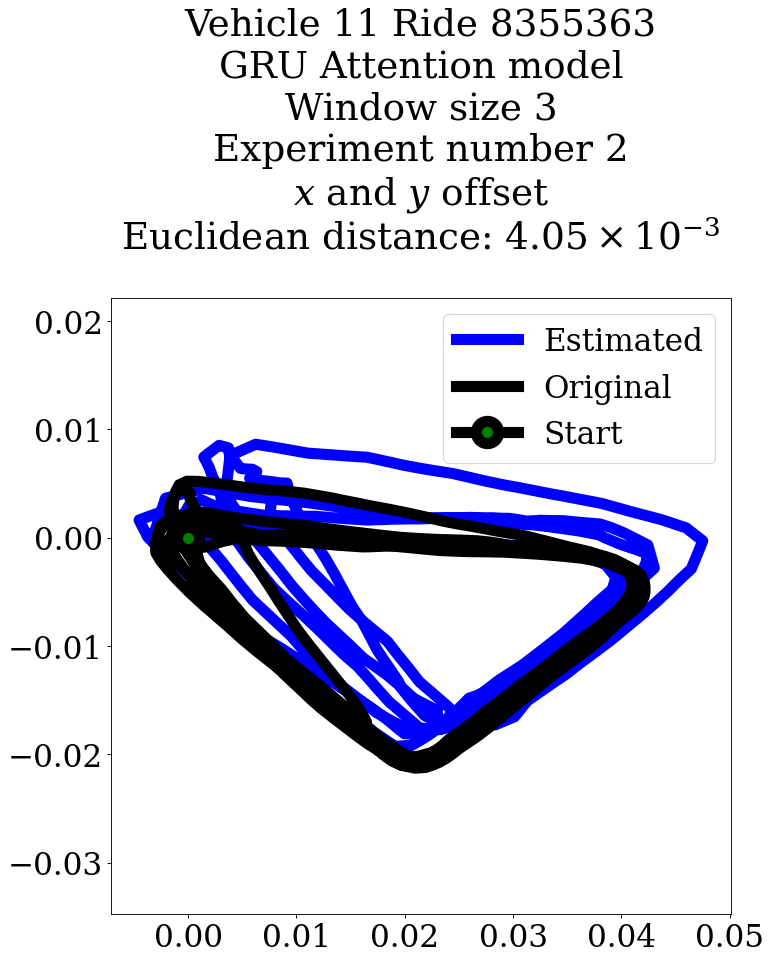 Vehicle 11 Ride 8355363
GRU Attention model
Window size 3
Experiment number 2
x and y offset
Euclidean distance: 4.05 × 10⁻³
Estimated
Original
Start
0.02
0.01
0.00
−0.01
−0.02
−0.03
0.00 0.01 0.02 0.03 0.04 0.05